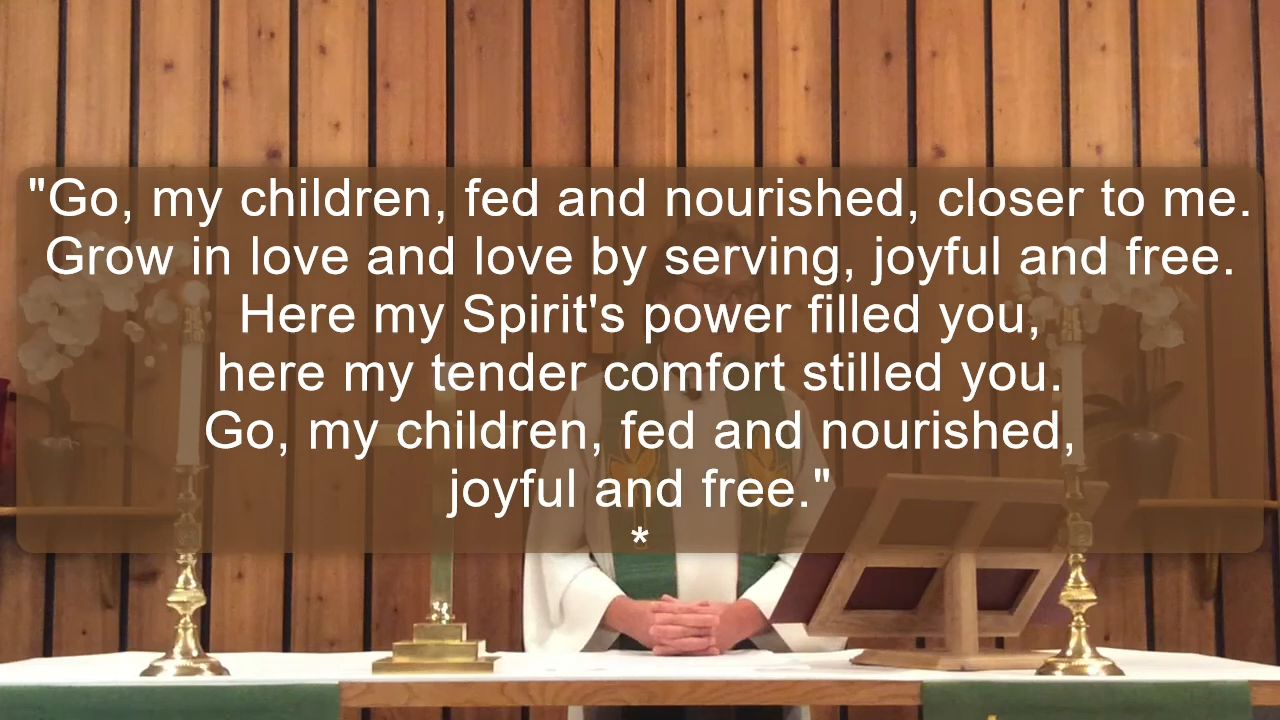 "Go, my children, fed and nourished, closer to me.
Grow in love and love by serving, joyful and free.
Here my Spirit's power filled you,
here my tender comfort stilled you.
Go, my children, fed and nourished,
joyful and free."
*